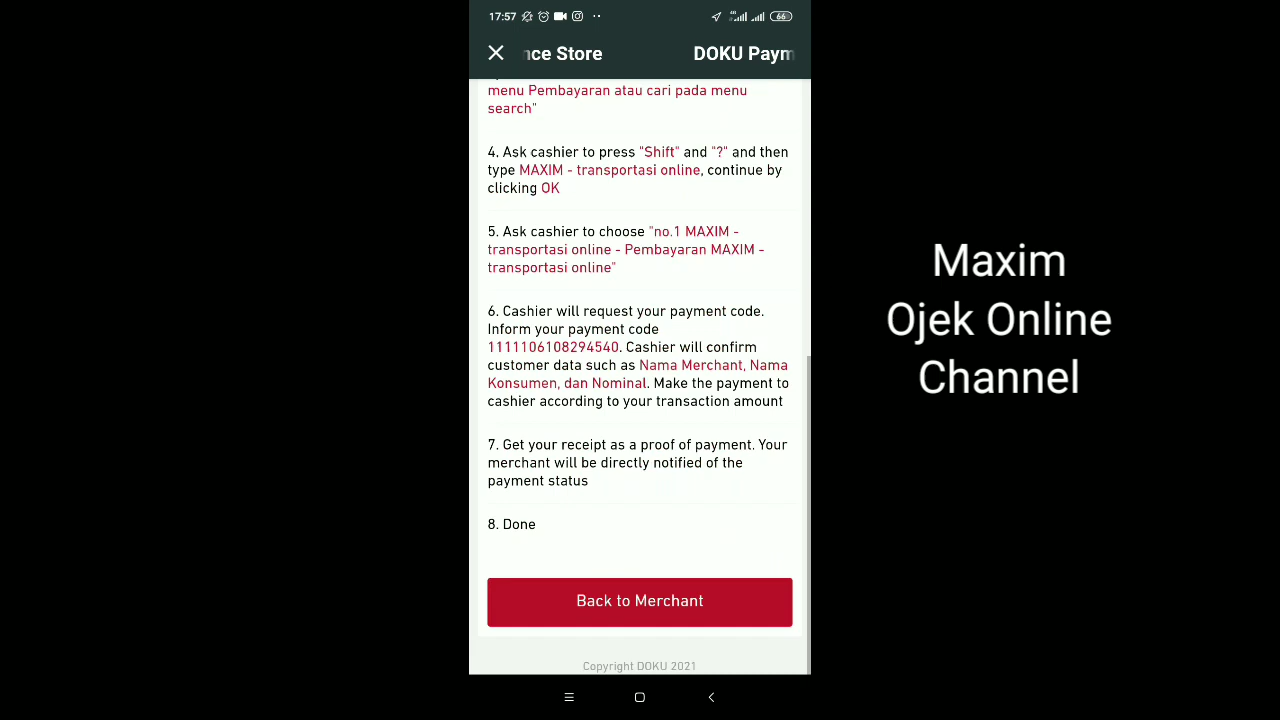 17:57
66
nce Store DOKU Paym
menu Pembayaran atau cari pada menu
search"
4. Ask cashier to press "Shift" and "?" and then
type MAXIM - transportasi online, continue by
clicking OK
5. Ask cashier to choose "no.1 MAXIM -
transportasi online - Pembayaran MAXIM -
transportasi online"
6. Cashier will request your payment code.
Inform your payment code
1111106108294540. Cashier will confirm
customer data such as Nama Merchant, Nama
Konsumen, dan Nominal. Make the payment to
cashier according to your transaction amount
7. Get your receipt as a proof of payment. Your
merchant will be directly notified of the
payment status
8. Done
Back to Merchant
Copyright DOKU 2021
Maxim
Ojek Online
Channel